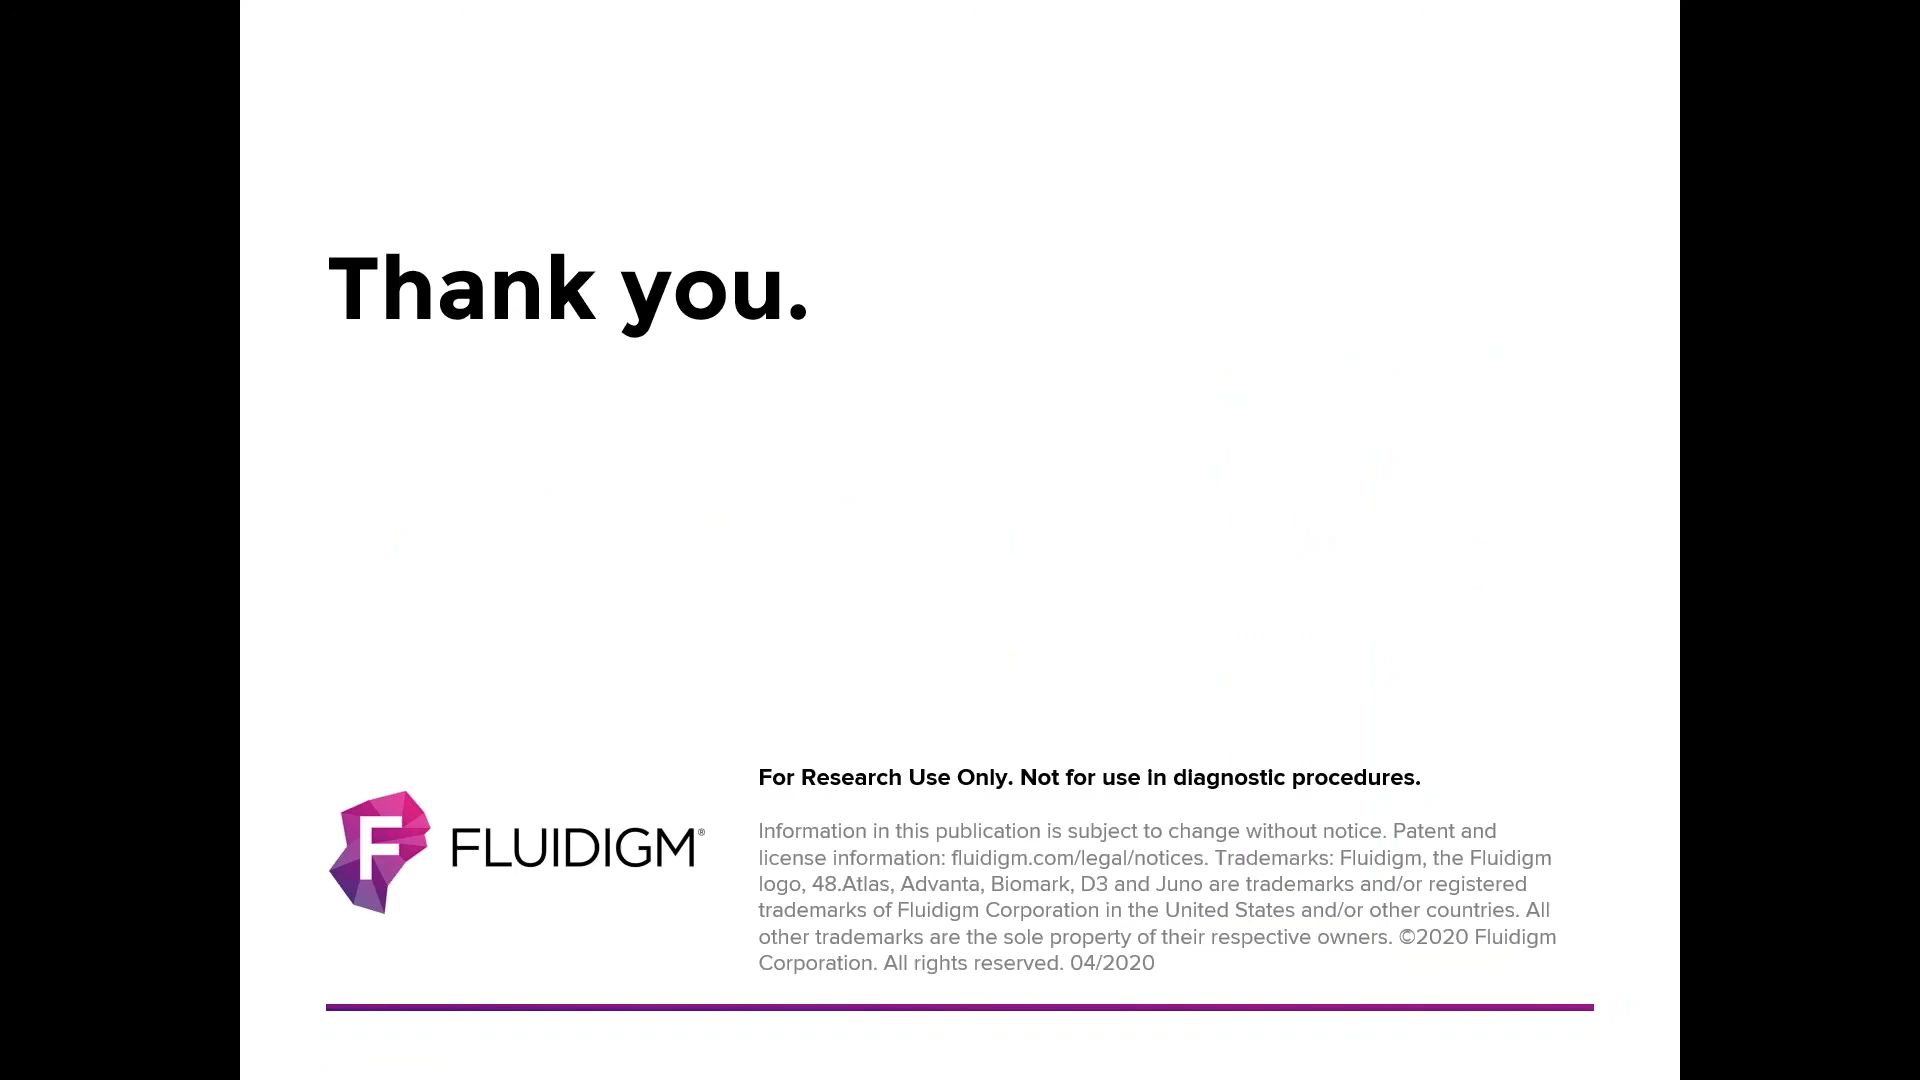 Thank you.
For Research Use Only. Not for use in diagnostic procedures.
F
FLUIDIGM®
Information in this publication is subject to change without notice. Patent and
license information: fluidigm.com/legal/notices. Trademarks: Fluidigm, the Fluidigm
logo, 48.Atlas, Advanta, Biomark, D3 and Juno are trademarks and/or registered
trademarks of Fluidigm Corporation in the United States and/or other countries. All
other trademarks are the sole property of their respective owners. ©2020 Fluidigm
Corporation. All rights reserved. 04/2020